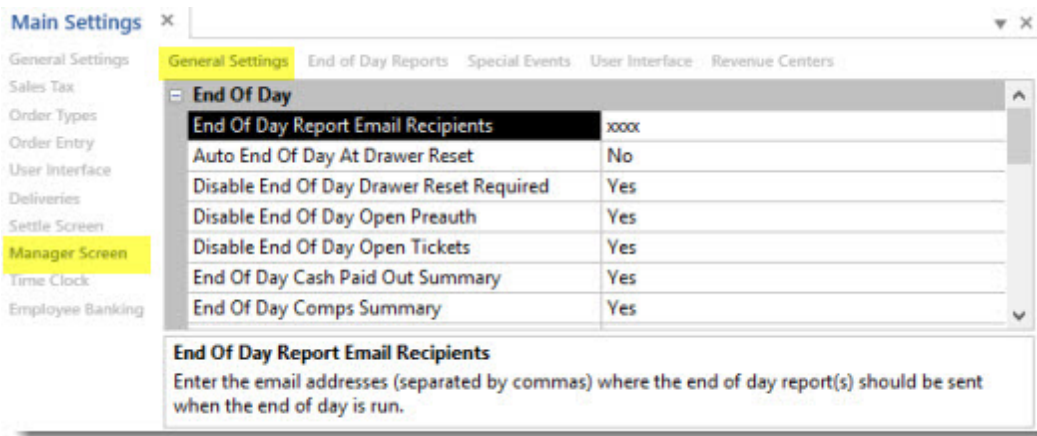 Main Settings
General Settings
Sales Tax
Order Types
Order Entry
User Interface
Deliveries
Settle Screen
Manager Screen
Time Clock
Employee Banking
General Settings End of Day Reports Special Events User Interface Revenue Centers
End Of Day
End Of Day Report Email Recipients xxxx
Auto End Of Day At Drawer Reset No
Disable End Of Day Drawer Reset Required Yes
Disable End Of Day Open Preauth Yes
Disable End Of Day Open Tickets Yes
End Of Day Cash Paid Out Summary Yes
End Of Day Comps Summary Yes
End Of Day Report Email Recipients
Enter the email addresses (separated by commas) where the end of day report(s) should be sent
when the end of day is run.